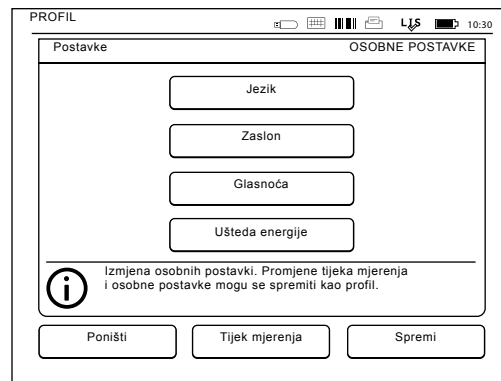 PROFIL
LIS 10:30
Postavke OSOBNE POSTAVKE
Jezik
Zaslon
Glasnoća
Ušteda energije
Izmjena osobnih postavki. Promjene tijeka mjerenja
i osobne postavke mogu se spremiti kao profil.
Poništi Tijek mjerenja Spremi